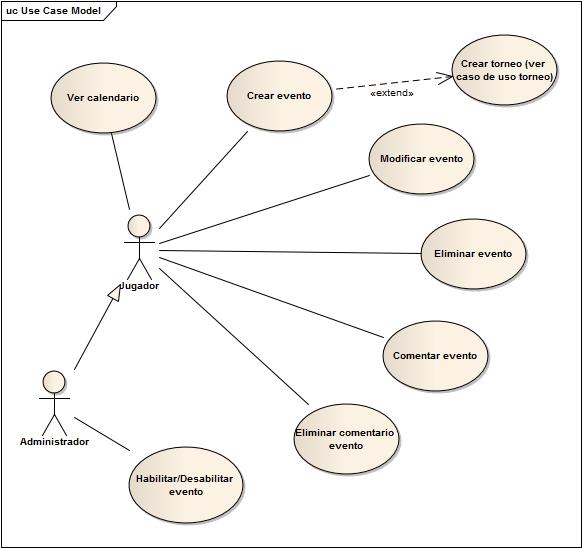 uc Use Case Model
Ver calendario
Crear evento
«extend»
Crear torneo (ver
caso de uso torneo)
Modificar evento
Eliminar evento
Jugador
Comentar evento
Eliminar comentario
evento
Administrador
Habilitar/Desabilitar
evento